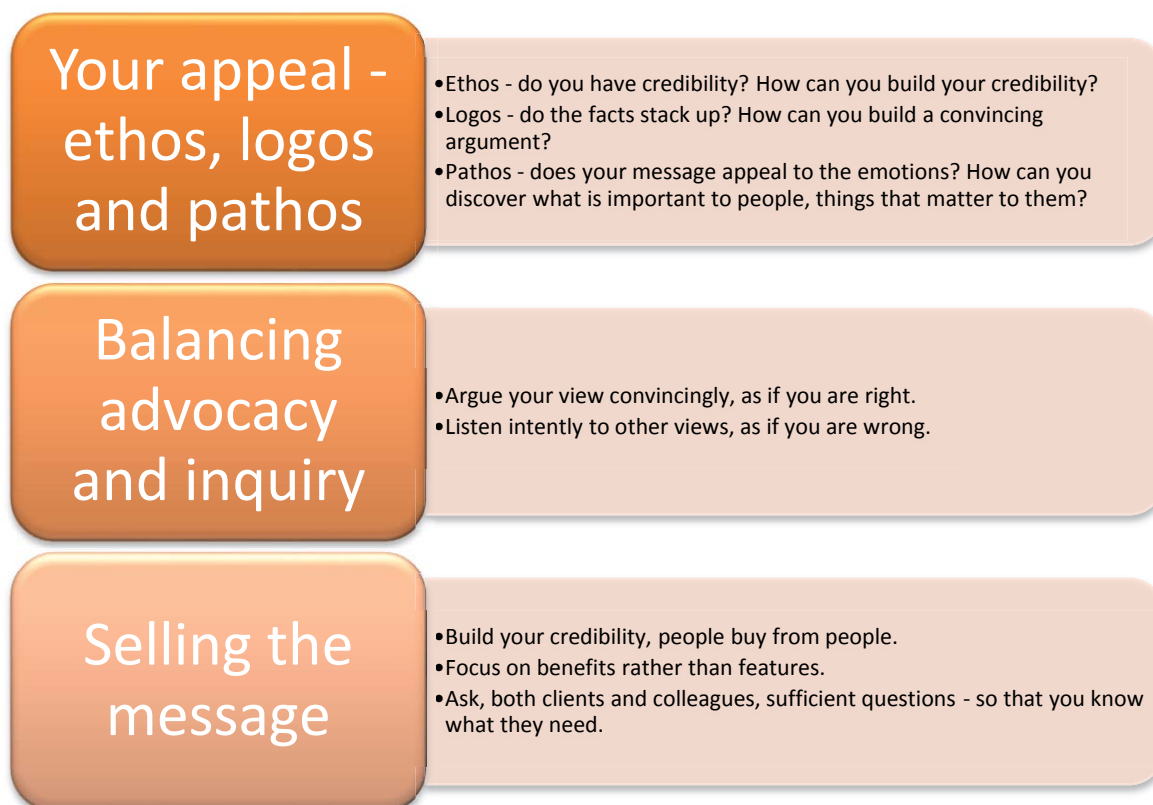 Your appeal -
ethos, logos
and pathos
•Ethos - do you have credibility? How can you build your credibility?
•Logos - do the facts stack up? How can you build a convincing
argument?
•Pathos - does your message appeal to the emotions? How can you
discover what is important to people, things that matter to them?
Balancing
advocacy
and inquiry
•Argue your view convincingly, as if you are right.
•Listen intently to other views, as if you are wrong.
Selling the
message
•Build your credibility, people buy from people.
•Focus on benefits rather than features.
•Ask, both clients and colleagues, sufficient questions - so that you know
what they need.